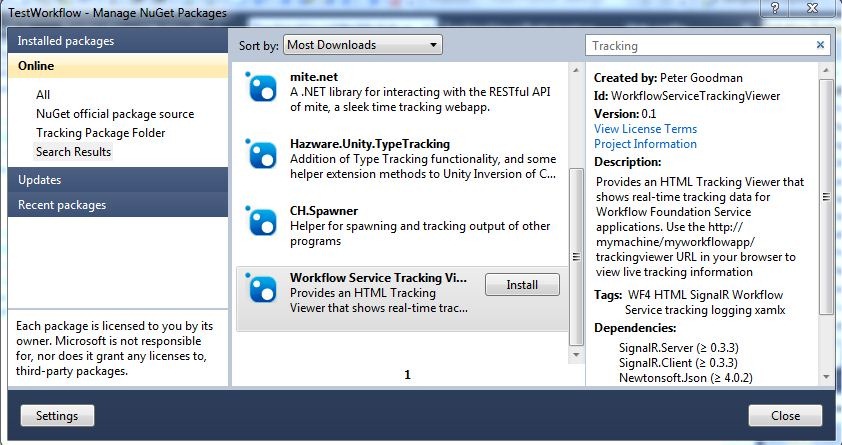 TestWorkflow - Manage NuGet Packages
Installed packages
Online
All
NuGet official package source
Tracking Package Folder
Search Results
Updates
Recent packages
Each package is licensed to you by its
owner. Microsoft is not responsible
for, nor does it grant any licenses to,
third-party packages.
Sort by: Most Downloads
mite.net
A .NET library for interacting with the RESTful API
of mite, a sleek time tracking webapp.
Hazware.Unity.TypeTracking
Addition of Type Tracking functionality, and some
helper extension methods to Unity Inversion of C...
CH.Spawner
Helper for spawning and tracking output of other
programs
Workflow Service Tracking Vi...
Install
Provides an HTML Tracking
Viewer that shows real-time trac...
1
Tracking
Created by: Peter Goodman
Id: WorkflowServiceTrackingViewer
Version: 0.1
View License Terms
Project Information
Description:
Provides an HTML Tracking Viewer that
shows real-time tracking data for
Workflow Foundation Service
applications. Use the http://
mymachine/myworkflowapp/
trackingviewer URL in your browser to
view live tracking information
Tags: WF4 HTML SignalR Workflow
Service tracking logging xamlx
Dependencies:
SignalR.Server (≥ 0.3.3)
SignalR.Client (≥ 0.3.3)
Newtonsoft.Json (≥ 4.0.2)
Settings
Close